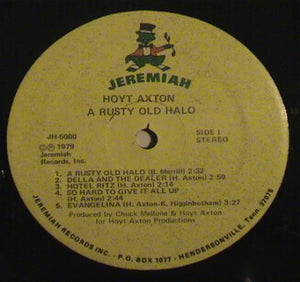 JEREMIAH
HOYT AXTON
A RUSTY OLD HALO
JH-5000
SIDE I
STEREO
©℗ 1979
Jeremiah
Records, Inc.
1. A RUSTY OLD HALO (B. Merrill) 2:32
2. DELLA AND THE DEALER (H. Axton) 2:59
3. HOTEL RITZ (H. Axton) 2:14
4. SO HARD TO GIVE IT ALL UP
(H. Axton) 2:44
5. EVANGELINA (H. Axton-K. Higginbotham) 3:27
Produced by Chuck Mellone & Hoyt Axton
for Hoyt Axton Productions
JEREMIAH RECORDS INC. - P.O. BOX 1077 - HENDERSONVILLE, Tenn. 37075